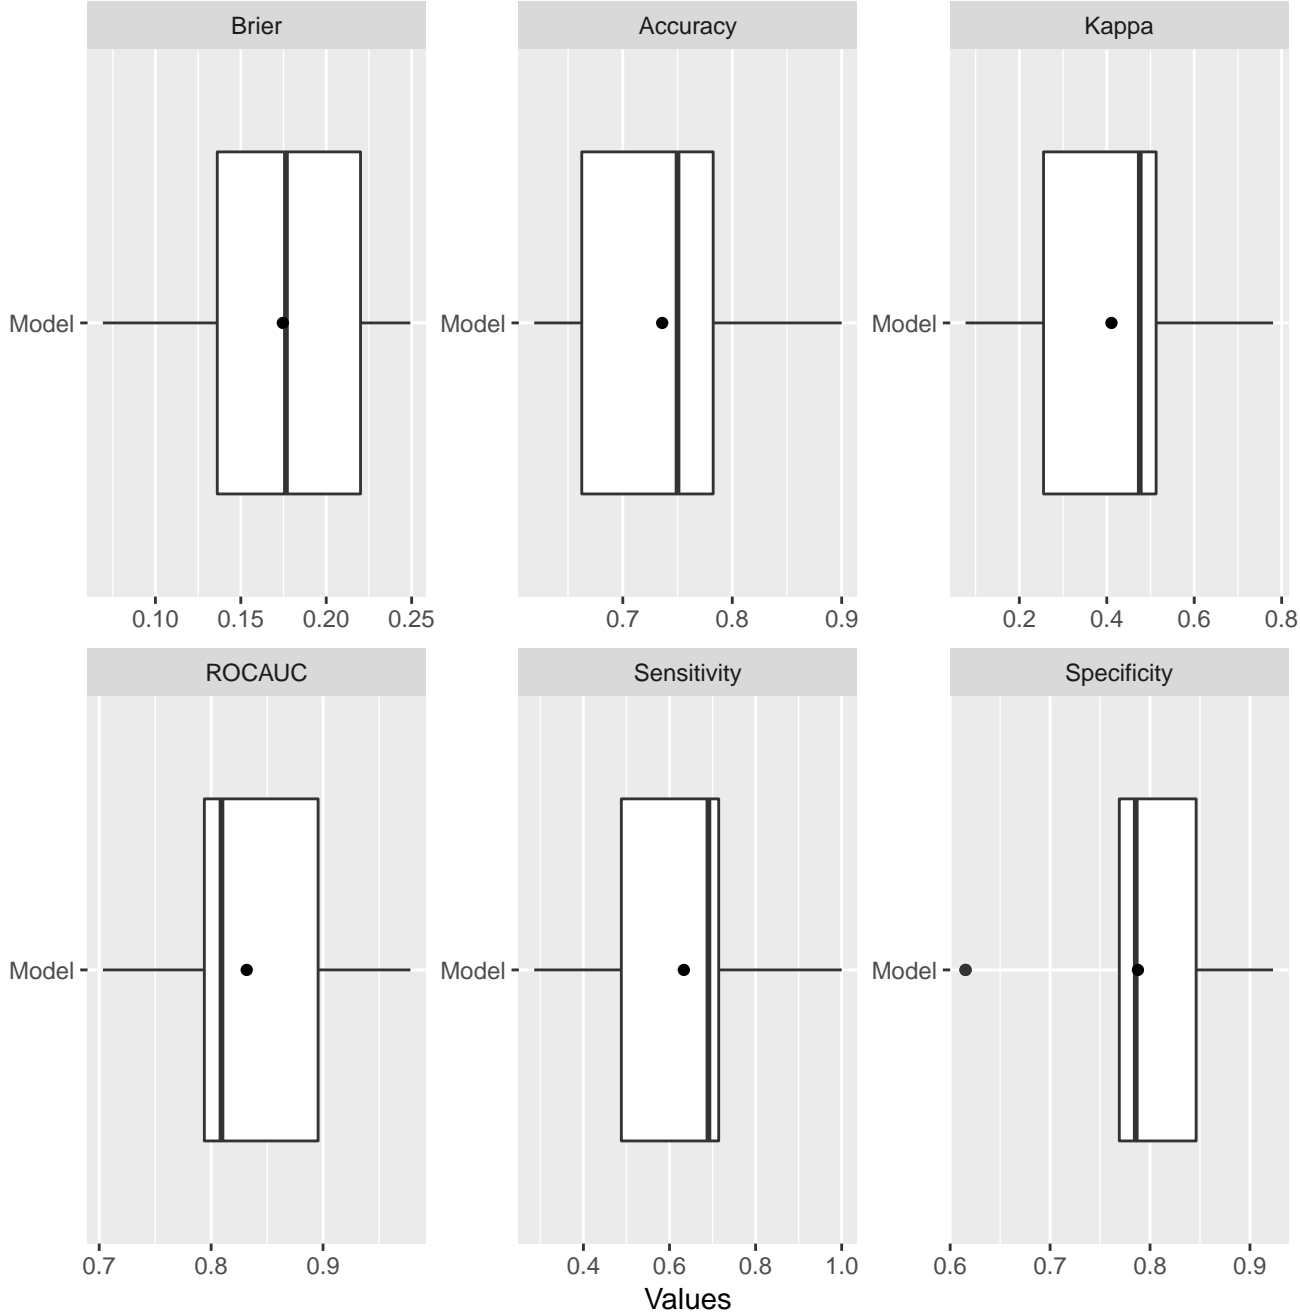 Brier Accuracy Kappa
Model Model Model
0.10 0.15 0.20 0.25 0.7 0.8 0.9 0.2 0.4 0.6 0.8
ROCAUC Sensitivity Specificity
Model Model Model
0.7 0.8 0.9 0.4 0.6 0.8 1.0 0.6 0.7 0.8 0.9
Values